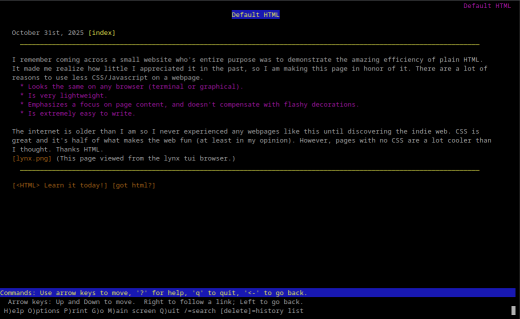 Default HTML
Default HTML
October 31st, 2025 [index]
I remember coming across a small website who's entire purpose was to demonstrate the amazing efficiency of plain HTML.
It made me realize how little I appreciated it in the past, so I am making this page in honor of it. There are a lot of
reasons to use less CSS/Javascript on a webpage.
* Looks the same on any browser (terminal or graphical).
* Is very lightweight.
* Emphasizes a focus on page content, and doesn't compensate with flashy decorations.
* Is extremely easy to write.
The internet is older than I am so I never experienced any webpages like this until discovering the indie web. CSS is
great and it's half of what makes the web fun (at least in my opinion). However, pages with no CSS are a lot cooler than
I thought. Thanks HTML.
[lynx.png] (This page viewed from the lynx tui browser.)
[<HTML> Learn it today!] [got html?]
Commands: Use arrow keys to move, '?' for help, 'q' to quit, '<-' to go back.
Arrow keys: Up and Down to move.  Right to follow a link; Left to go back.
H)elp O)ptions P)rint G)o M)ain screen Q)uit /=search [delete]=history list